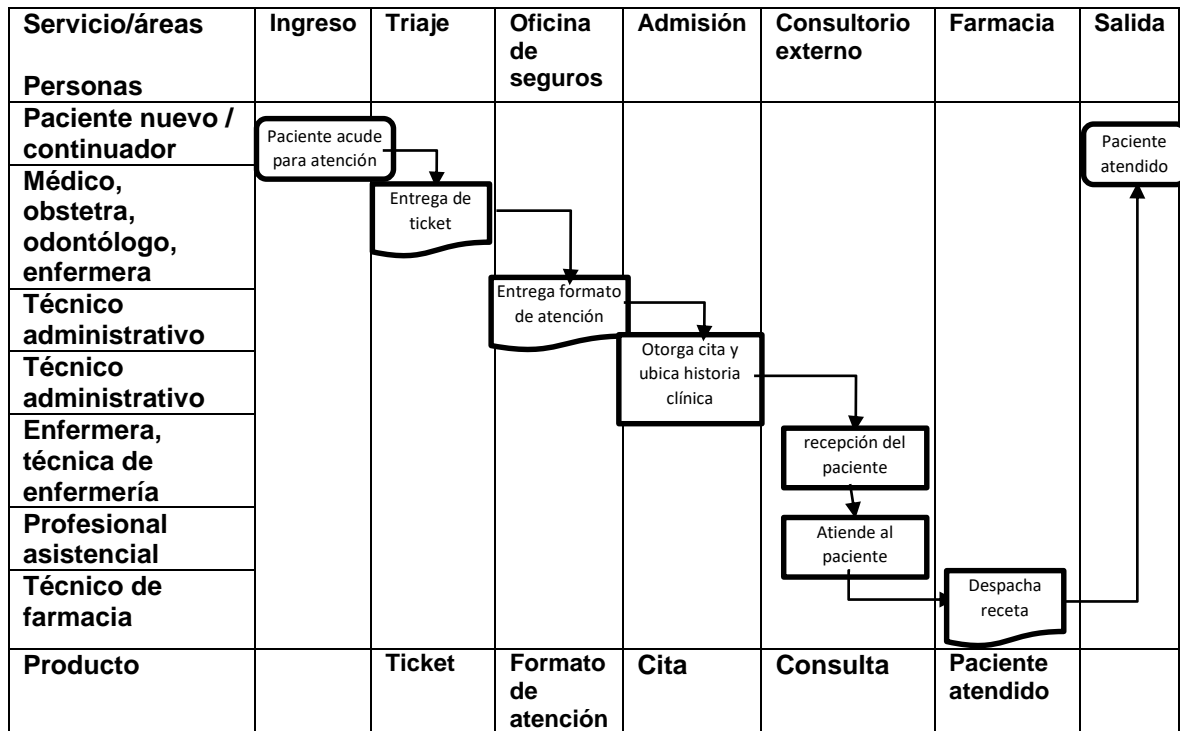 Servicio/áreas
Personas
Ingreso
Triaje
Oficina
de
seguros
Admisión
Consultorio
externo
Farmacia
Salida
Paciente nuevo /
continuador
Paciente acude
para atención
Paciente
atendido
Médico,
obstetra,
odontólogo,
enfermera
Entrega de
ticket
Técnico
administrativo
Entrega formato
de atención
Técnico
administrativo
Otorga cita y
ubica historia
clínica
Enfermera,
técnica de
enfermería
recepción del
paciente
Profesional
asistencial
Atiende al
paciente
Técnico de
farmacia
Despacha
receta
Producto
Ticket
Formato
de
atención
Cita
Consulta
Paciente
atendido